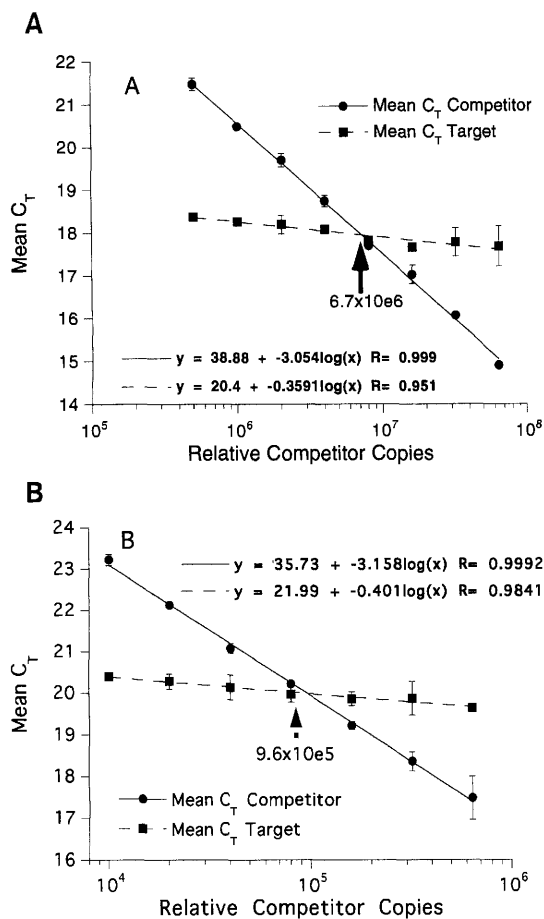 A
A
22
21
20
19
18
17
16
15
14
Mean C_T
Mean C_T Competitor
Mean C_T Target
6.7x10e6
y = 38.88 + -3.054log(x) R= 0.999
y = 20.4 + -0.3591log(x) R= 0.951
10^5 10^6 10^7 10^8
Relative Competitor Copies
B
B
24
23
22
21
20
19
18
17
16
Mean C_T
y = 35.73 + -3.158log(x) R= 0.9992
y = 21.99 + -0.401log(x) R= 0.9841
9.6x10e5
Mean C_T Competitor
Mean C_T Target
10^4 10^5 10^6
Relative Competitor Copies